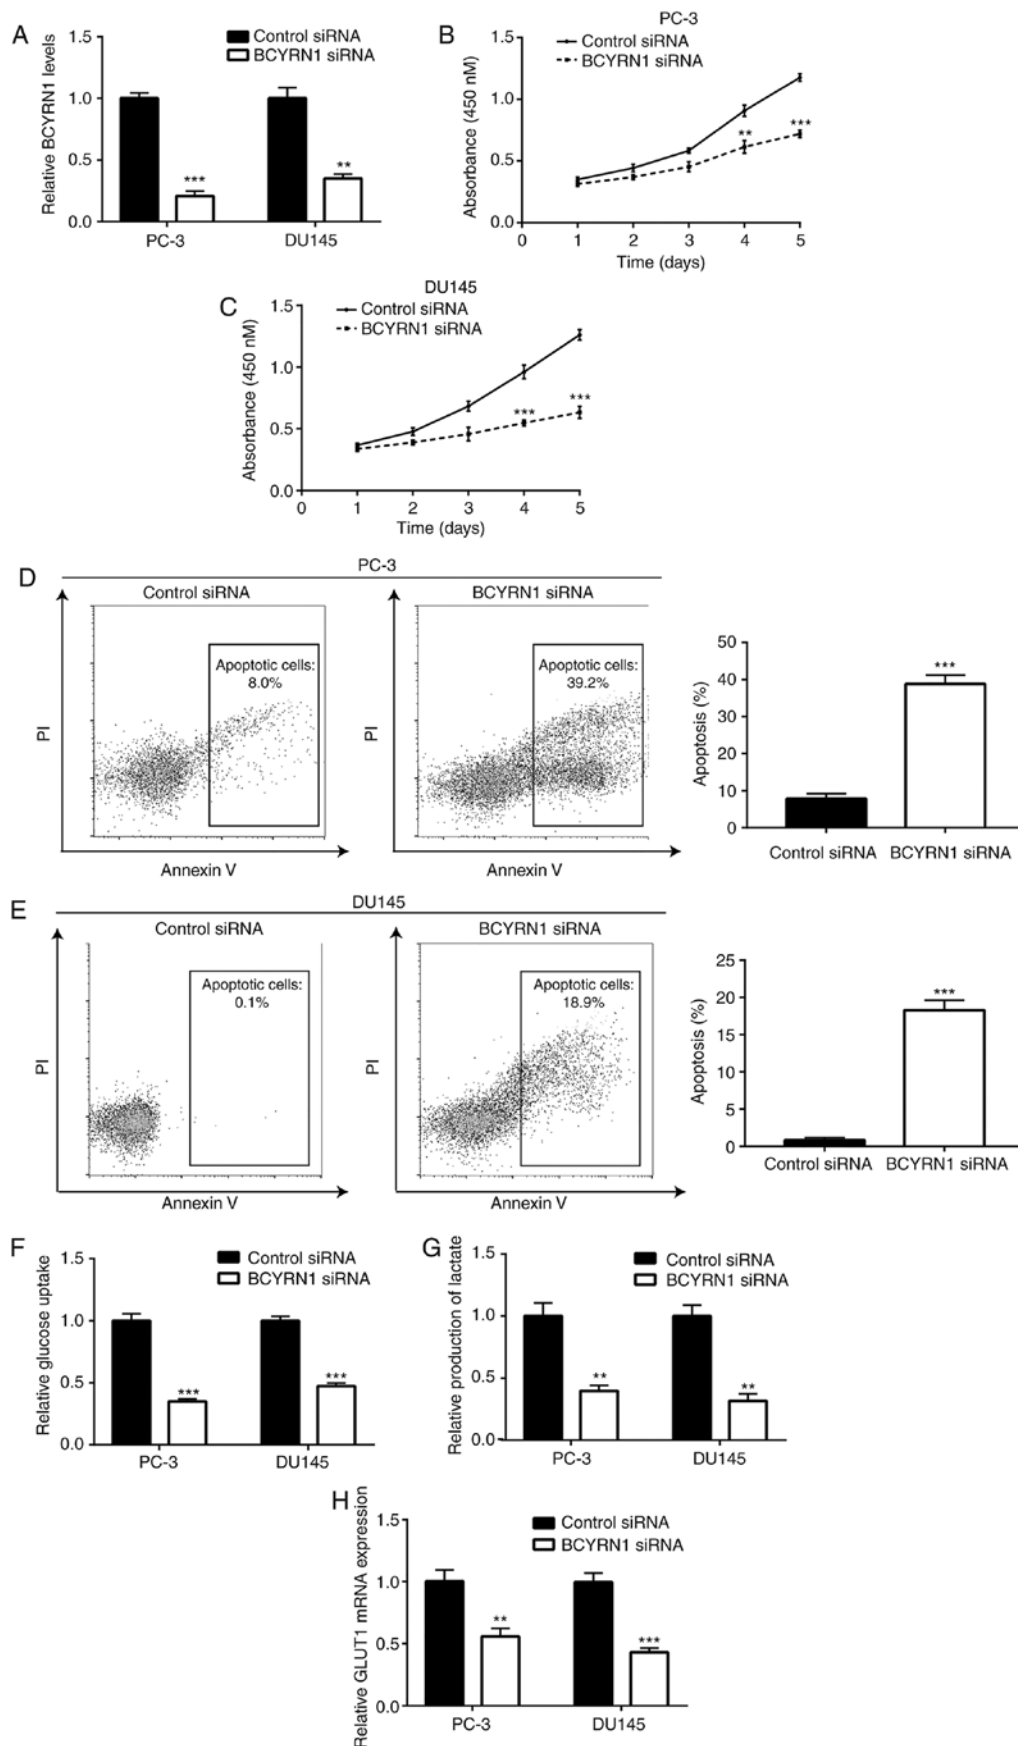 A
Relative BCYRN1 levels
Control siRNA
BCYRN1 siRNA
1.5
1.0
0.5
0.0
***
**
PC-3
DU145
B
PC-3
Absorbance (450 nM)
Control siRNA
BCYRN1 siRNA
1.5
1.0
0.5
0.0
**
***
0 1 2 3 4 5
Time (days)
C
DU145
Absorbance (450 nM)
Control siRNA
BCYRN1 siRNA
1.5
1.0
0.5
0.0
***
***
0 1 2 3 4 5
Time (days)
D
PC-3
Control siRNA
Apoptotic cells:
8.0%
PI
Annexin V
BCYRN1 siRNA
Apoptotic cells:
39.2%
PI
Annexin V
Apoptosis (%)
50
40
30
20
10
0
***
Control siRNA BCYRN1 siRNA
E
DU145
Control siRNA
Apoptotic cells:
0.1%
PI
Annexin V
BCYRN1 siRNA
Apoptotic cells:
18.9%
PI
Annexin V
Apoptosis (%)
25
20
15
10
5
0
***
Control siRNA BCYRN1 siRNA
F
Relative glucose uptake
Control siRNA
BCYRN1 siRNA
1.5
1.0
0.5
0.0
***
***
PC-3
DU145
G
Relative production of lactate
Control siRNA
BCYRN1 siRNA
1.5
1.0
0.5
0.0
**
**
PC-3
DU145
H
Relative GLUT1 mRNA expression
Control siRNA
BCYRN1 siRNA
1.5
1.0
0.5
0.0
**
***
PC-3
DU145